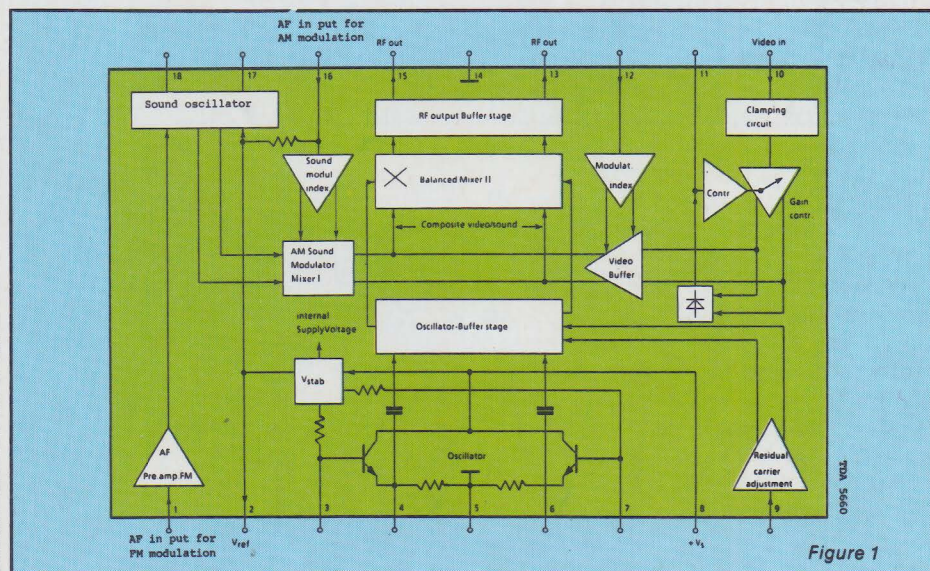 AF in put for
AM modulation
RF out
RF out
Video in
18
17
16
15
14
13
12
11
10
Sound oscillator
RF output Buffer stage
Clamping
circuit
Sound
modul
index
Balanced Mixer II
Modulat
index
Contr
Gain
contr.
Composite video/sound
AM Sound
Modulator
Mixer I
Video
Buffer
internal
SupplyVoltage
Oscillator-Buffer stage
Vstab
AF
Pre.amp.FM
Oscillator
Residual
carrier
adjustment
TDA 5660
1
2
3
4
5
6
7
8
9
AF in put for
FM modulation
Vref
+Vs
Figure 1